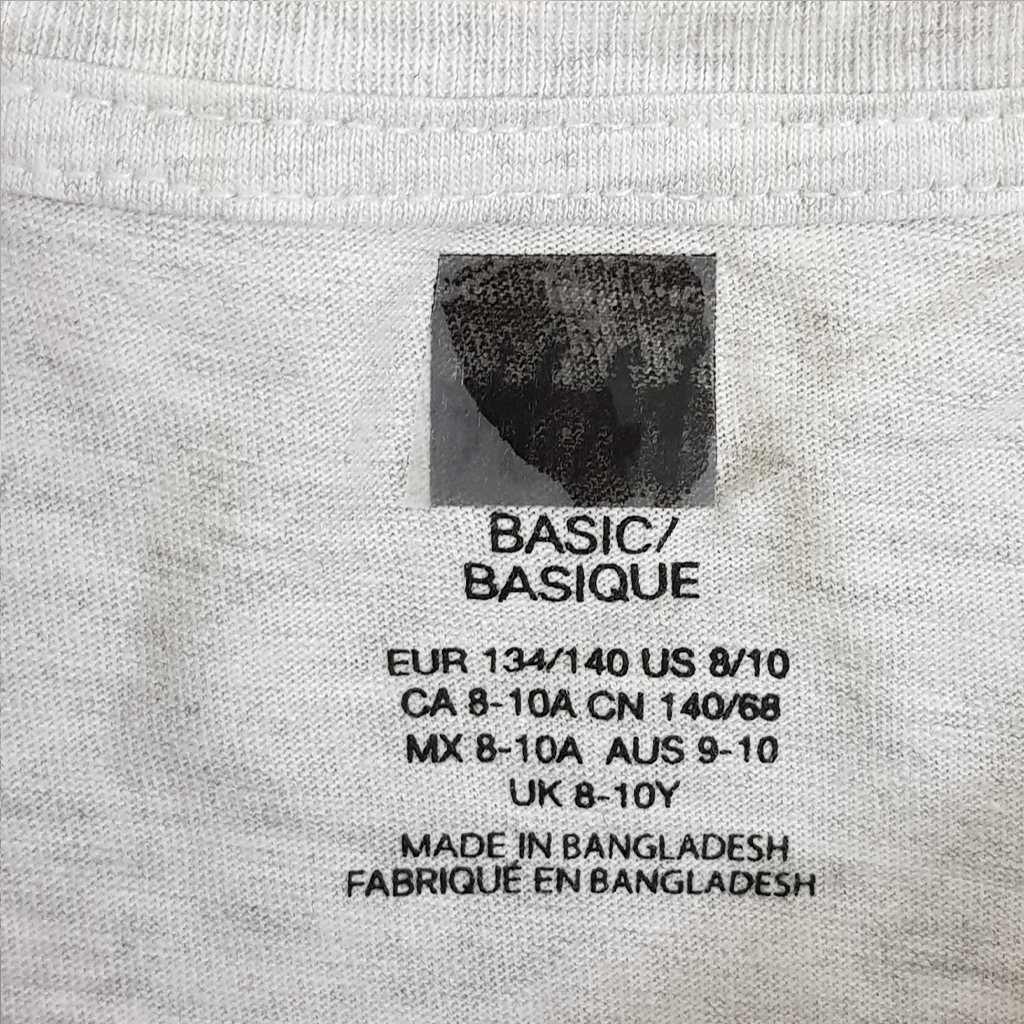 BASIC/
BASIQUE
EUR 134/140 US 8/10
CA 8-10A CN 140/68
MX 8-10A AUS 9-10
UK 8-10Y
MADE IN BANGLADESH
FABRIQUÉ EN BANGLADESH